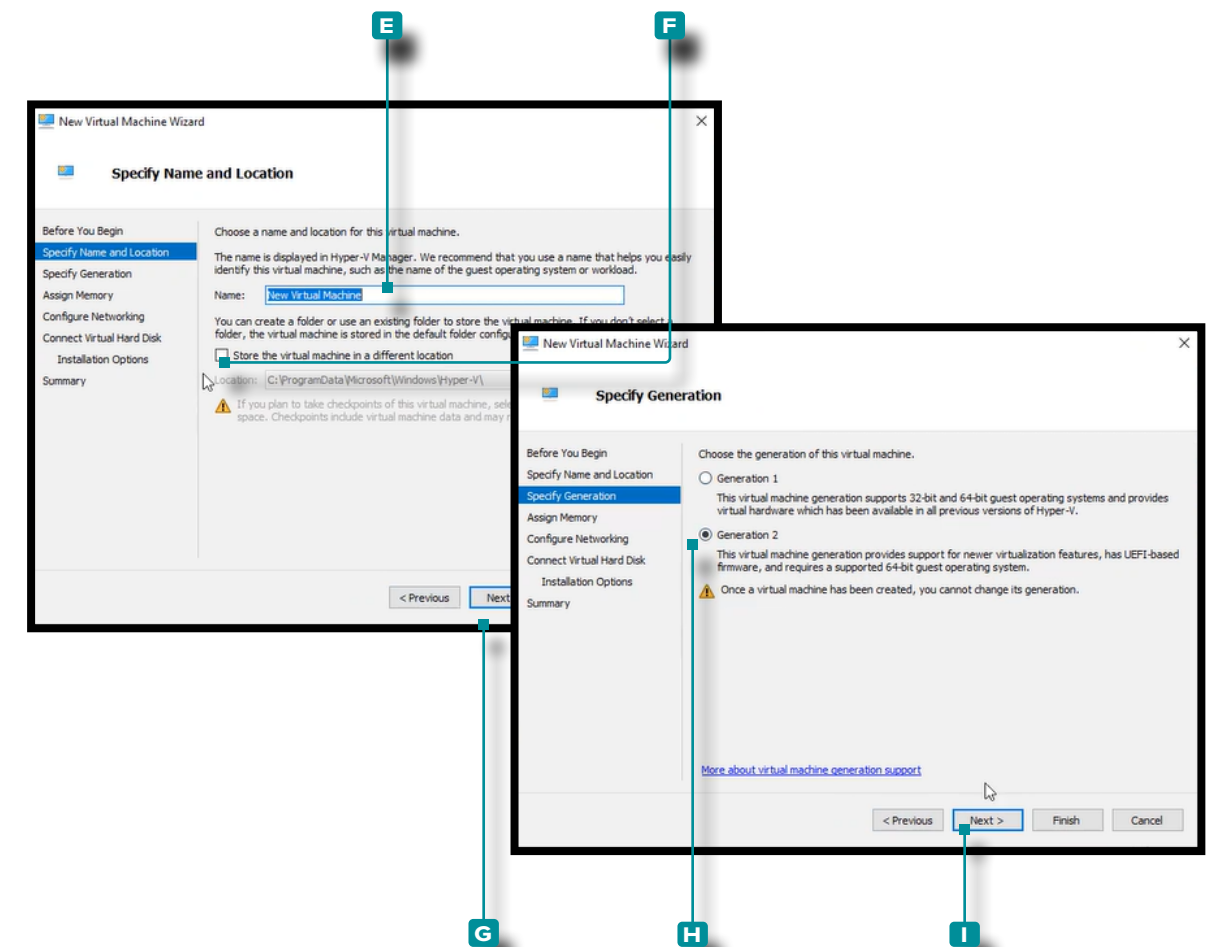 E
F
New Virtual Machine Wizard
Specify Name and Location
Before You Begin
Specify Name and Location
Specify Generation
Assign Memory
Configure Networking
Connect Virtual Hard Disk
Installation Options
Summary
Choose a name and location for this virtual machine.
The name is displayed in Hyper-V Manager. We recommend that you use a name that helps you easily
identify this virtual machine, such as the name of the guest operating system or workload.
Name: New Virtual Machine
You can create a folder or use an existing folder to store the virtual machine. If you don't select a
folder, the virtual machine is stored in the default folder
Store the virtual machine in a different location
Location: C:\ProgramData\Microsoft\Windows\Hyper-V\
If you plan to take checkpoints of this virtual machine,
space. Checkpoints include virtual machine data and may
< Previous
Next
New Virtual Machine Wizard
Specify Generation
Before You Begin
Specify Name and Location
Specify Generation
Assign Memory
Configure Networking
Connect Virtual Hard Disk
Installation Options
Summary
Choose the generation of this virtual machine.
Generation 1
This virtual machine generation supports 32-bit and 64-bit guest operating systems and provides
virtual hardware which has been available in all previous versions of Hyper-V.
Generation 2
This virtual machine generation provides support for newer virtualization features, has UEFI-based
firmware, and requires a supported 64-bit guest operating system.
Once a virtual machine has been created, you cannot change its generation.
More about virtual machine generation support
< Previous
Next >
Finish
Cancel
G
H
I